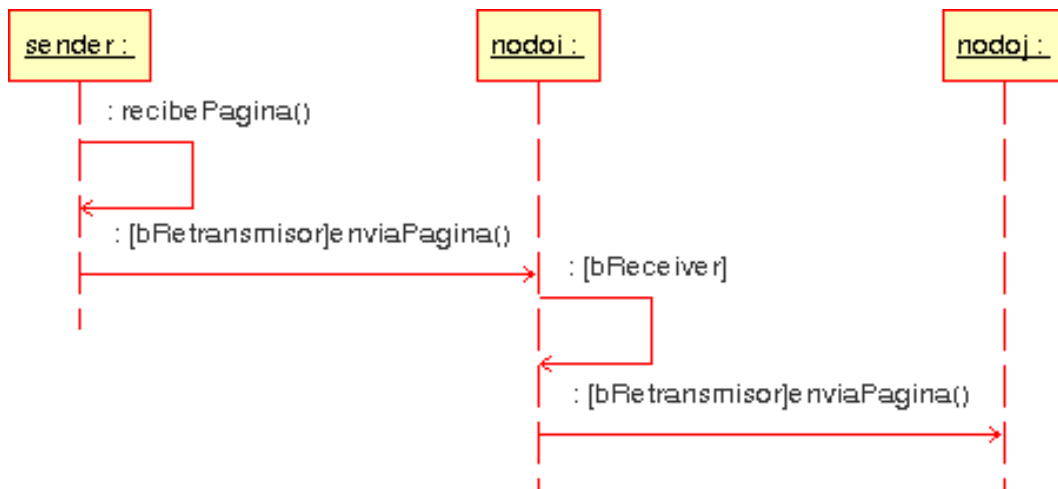 sender :
nodoi :
nodoj :
: recibePagina()
: [bRetransmisor]enviaPagina()
: [bReceiver]
: [bRetransmisor]enviaPagina()